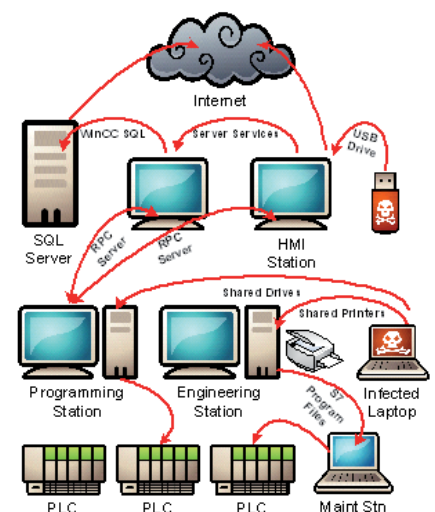 Internet
WinCC SQL
Server Services
USB
Drive
SQL
Server
RPC
Server
RPC
Server
HMI
Station
Shared Drives
Shared Printers
Programming
Station
Engineering
Station
S7
Program
Files
Infected
Laptop
PLC
PLC
PLC
Maint Stn